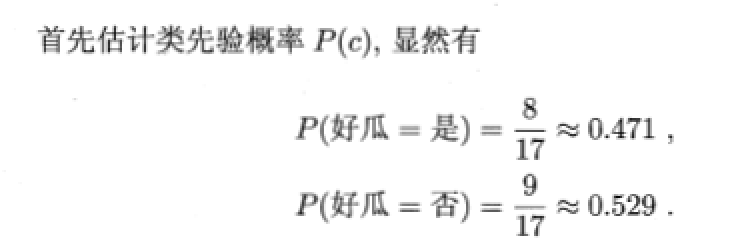 首先估计类先验概率 P(c), 显然有
P(好瓜 = 是) = 8/17 ≈ 0.471 ,
P(好瓜 = 否) = 9/17 ≈ 0.529 .